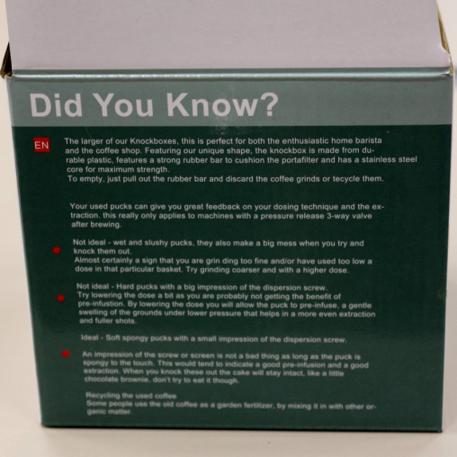 Did You Know?
EN
The larger of our Knockboxes, this is perfect for both the enthusiastic home barista
and the coffee shop. Featuring our unique shape, the knockbox is made from du-
rable plastic, features a strong rubber bar to cushion the portafilter and has a stainless steel
core for maximum strength.
To empty, just pull out the rubber bar and discard the coffee grinds or tecycle them.
Your used pucks can give you great feedback on your dosing technique and the ex-
traction. this really only applies to machines with a pressure release 3-way valve
after brewing.
Not ideal - wet and slushy pucks, they also make a big mess when you try and
knock them out.
Almost certainly a sign that you are grin ding too fine and/or have used too low a
dose in that particular basket. Try grinding coarser and with a higher dose.
Not ideal - Hard pucks with a big impression of the dispersion screw.
Try lowering the dose a bit as you are probably not getting the benefit of
pre-infustion. By lowering the dose you will allow the puck to pre-infuse, a gentle
swelling of the grounds under lower pressure that helps in a more even extraction
and fuller shots.
Ideal - Soft spongy pucks with a small impression of the dispersion screw.
An impression of the screw or screen is not a bad thing as long as the puck is
spongy to the touch. This would tend to indicate a good pre-infusion and a good
extraction. When you knock these out the cake will stay intact, like a little
chocolate brownie, don't try to eat it though.
Recycling the used coffee
Some people use the old coffee as a garden fertilizer, by mixing it in with other or-
ganic matter.